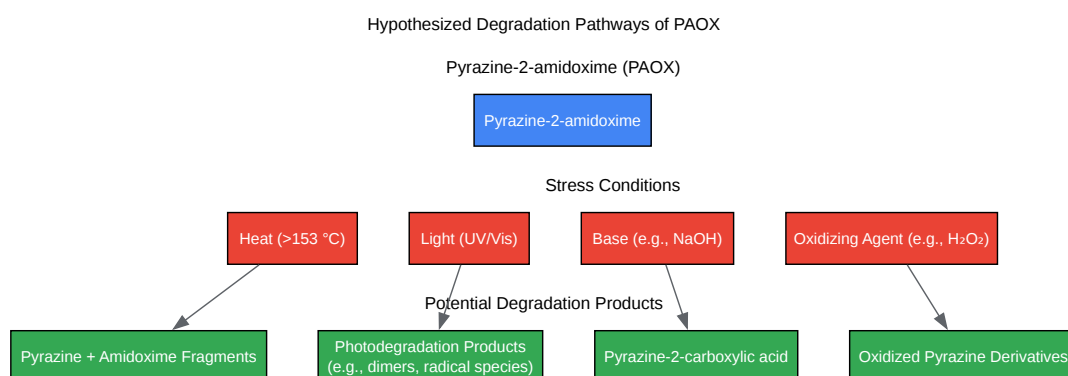 Hypothesized Degradation Pathways of PAOX
Pyrazine-2-amidoxime (PAOX)
Pyrazine-2-amidoxime
Stress Conditions
Heat (>153 °C)
Light (UV/Vis)
Base (e.g., NaOH)
Oxidizing Agent (e.g., H₂O₂)
Potential Degradation Products
Pyrazine + Amidoxime Fragments
Photodegradation Products
(e.g., dimers, radical species)
Pyrazine-2-carboxylic acid
Oxidized Pyrazine Derivatives